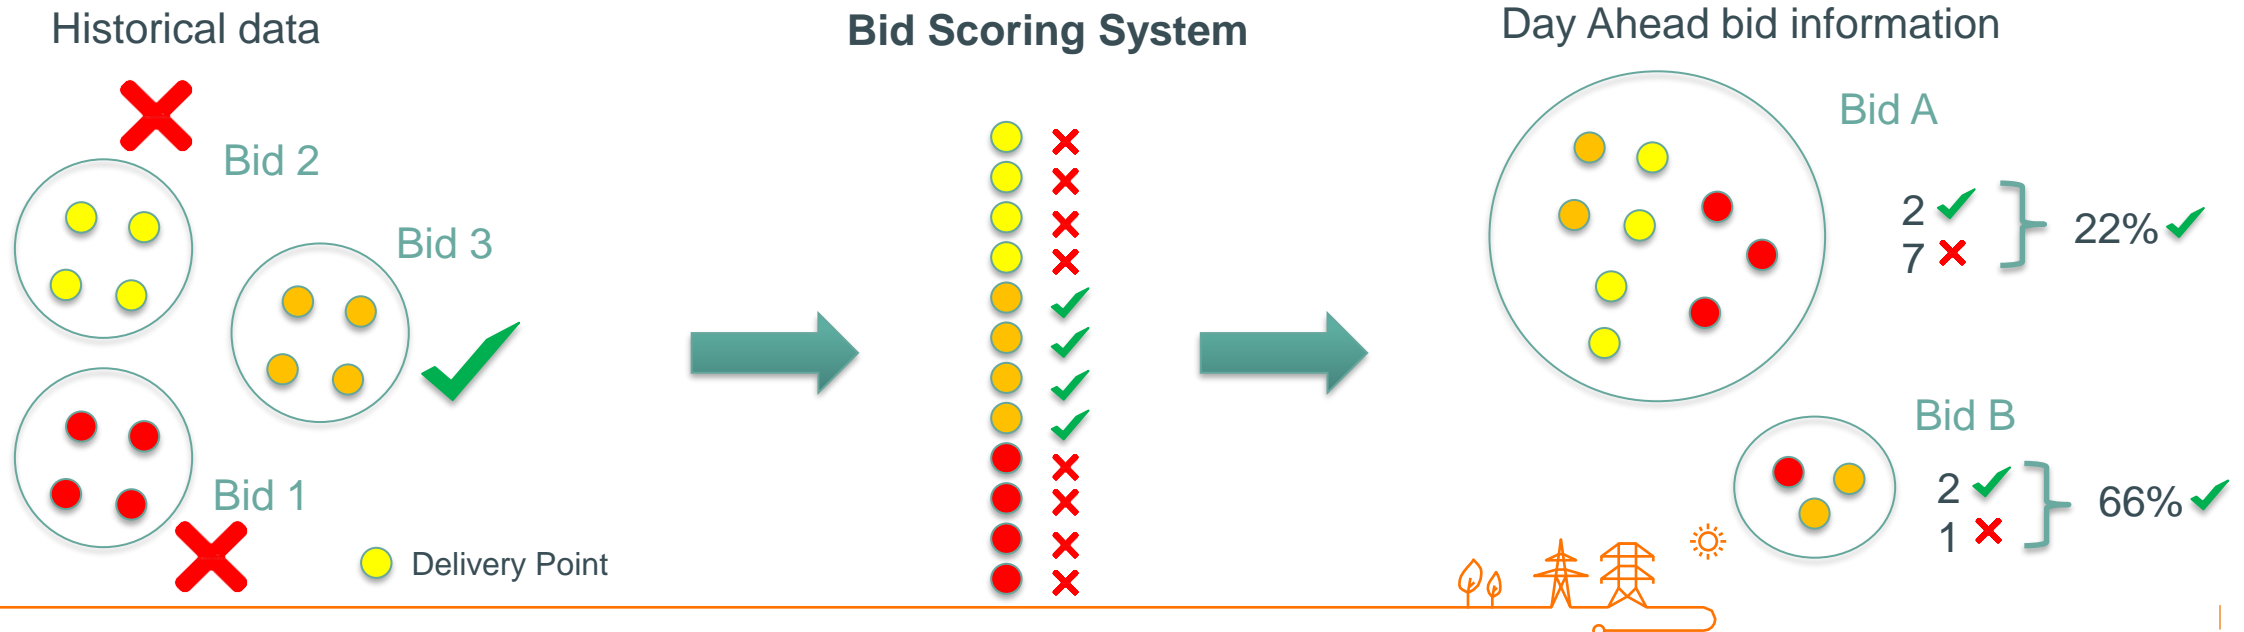 Historical data
Bid 2
Bid 3
Bid 1
Delivery Point
Bid Scoring System
Day Ahead bid information
Bid A
2
7
22%
Bid B
2
1
66%